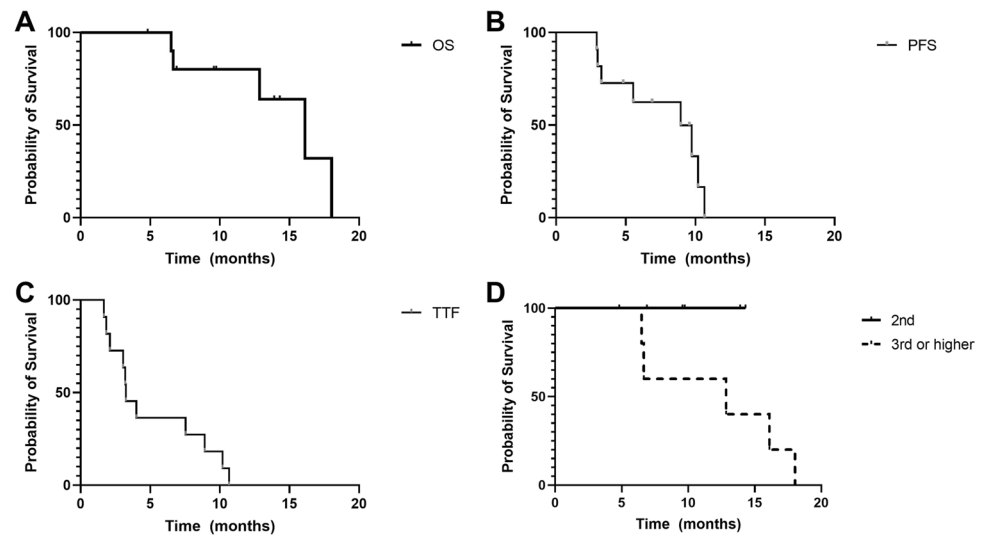 A
Probability of Survival
100
50
0
0 5 10 15 20
Time (months)
OS
B
Probability of Survival
100
50
0
0 5 10 15 20
Time (months)
PFS
C
Probability of Survival
100
50
0
0 5 10 15 20
Time (months)
TTF
D
Probability of Survival
100
50
0
0 5 10 15 20
Time (months)
2nd
3rd or higher